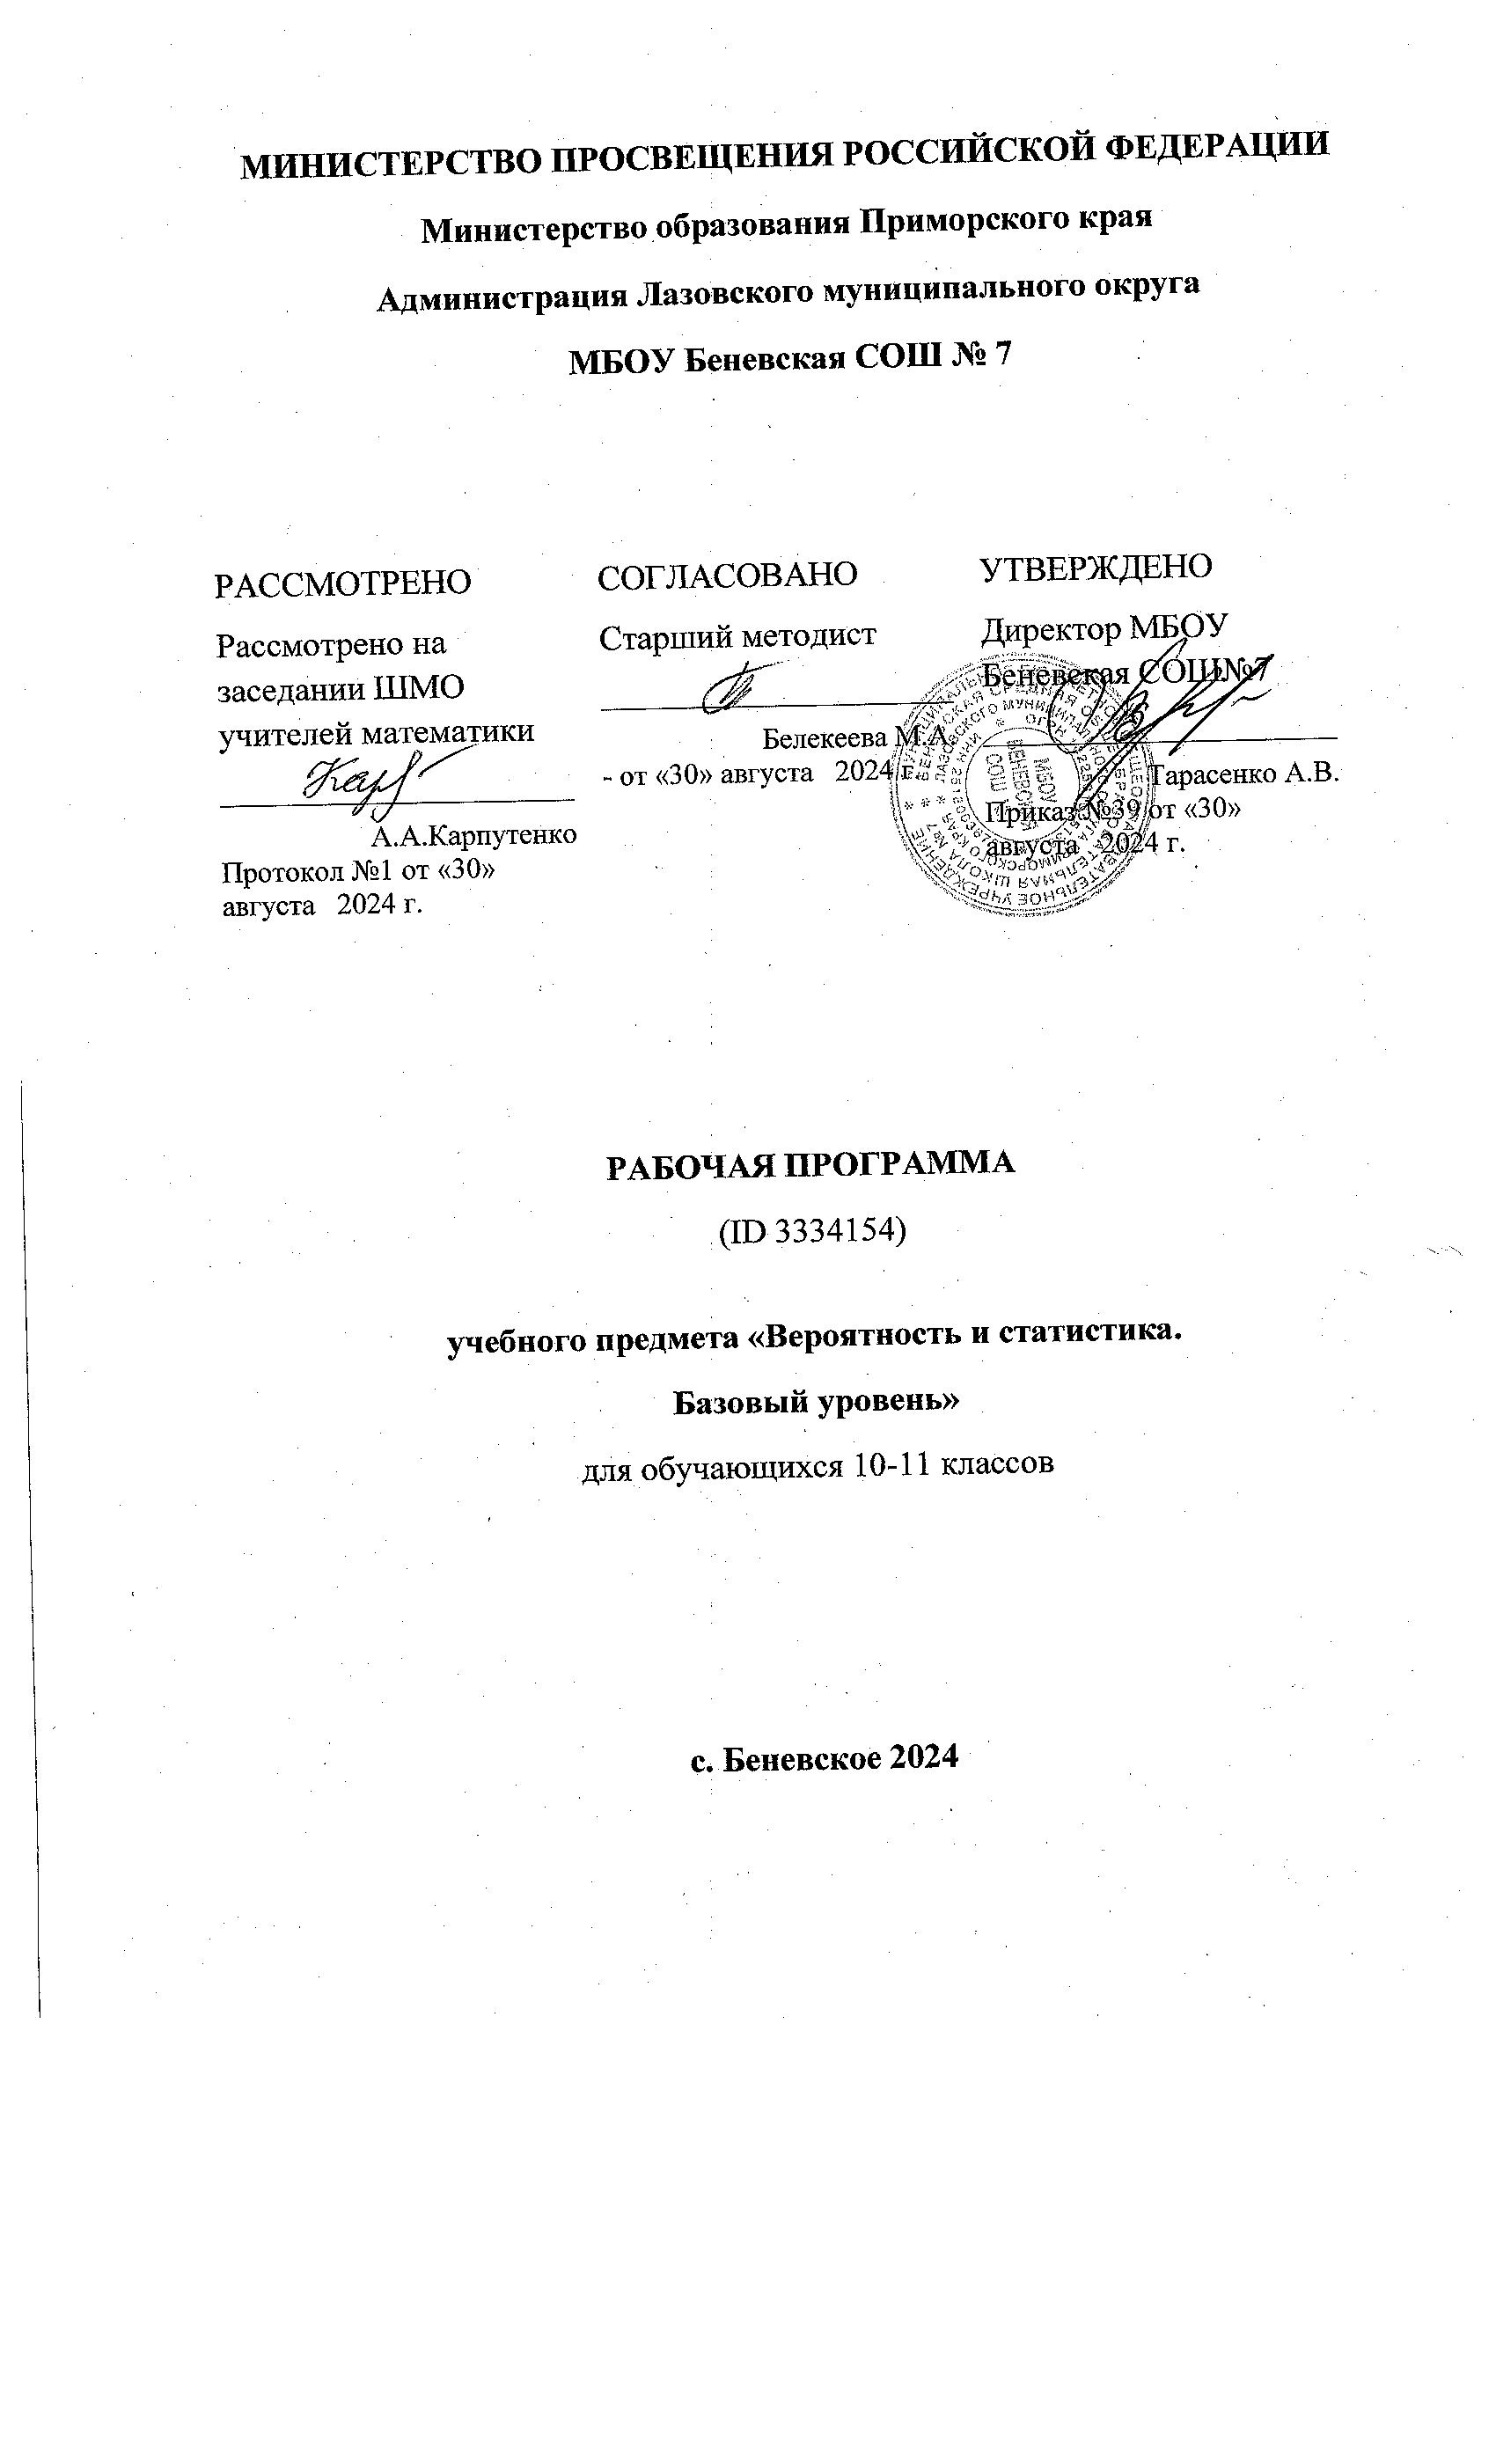 МИНИСТЕРСТВО ПРОСВЕЩЕНИЯ РОССИЙСКОЙ ФЕДЕРАЦИИ
Министерство образования Приморского края
Администрация Лазовского муниципального округа
МБОУ Беневская СОШ № 7
РАССМОТРЕНО
Рассмотрено на
заседании ШМО
учителей математики
А.А.Карпутенко
Протокол №1 от «30»
августа 2024 г.
СОГЛАСОВАНО
Старший методист
Белекеева М.А.
- от «30» августа 2024 г.
УТВЕРЖДЕНО
Директор МБОУ
Беневская СОШ№7
Тарасенко А.В.
Приказ №39 от «30»
августа 2024 г.
МБОУ
БЕНЕВСКАЯ
СОШ
РАБОЧАЯ ПРОГРАММА
(ID 3334154)
учебного предмета «Вероятность и статистика.
Базовый уровень»
для обучающихся 10-11 классов
с. Беневское 2024